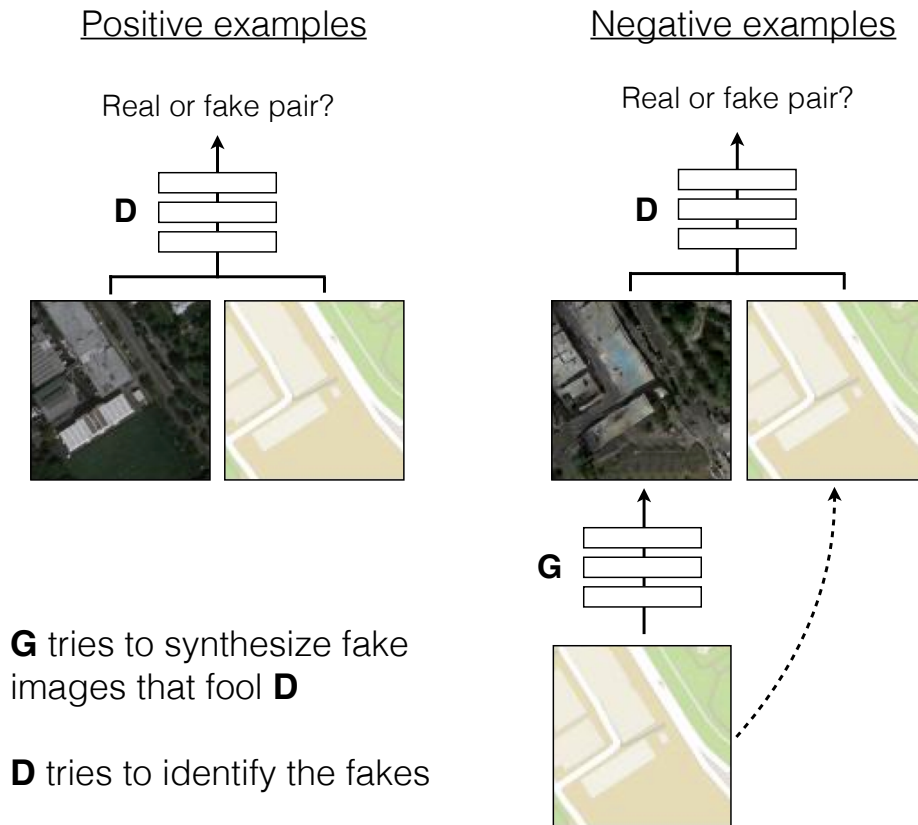 Positive examples
Negative examples
Real or fake pair?
Real or fake pair?
D
D
G
G tries to synthesize fake
images that fool D
D tries to identify the fakes